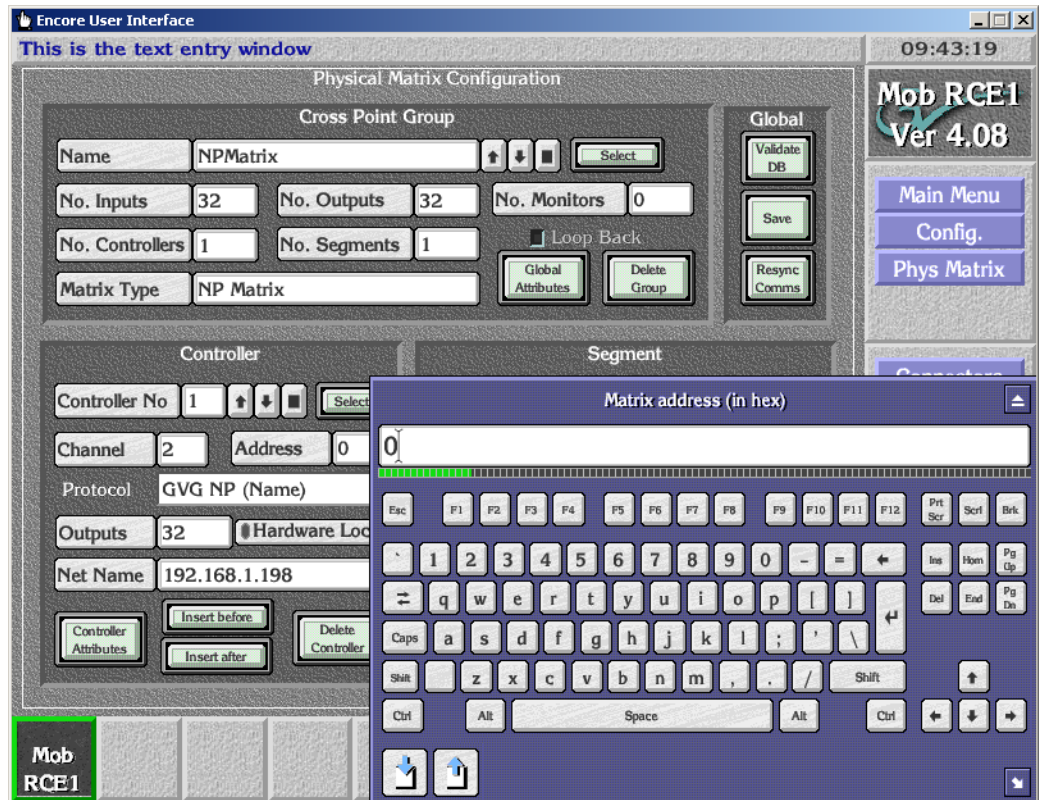 Encore User Interface
This is the text entry window
09:43:19
Mob RCE1
Ver 4.08
Main Menu
Config.
Phys Matrix
Connectors
Physical Matrix Configuration
Cross Point Group
Name NPMatrix Select
No. Inputs 32 No. Outputs 32 No. Monitors 0
No. Controllers 1 No. Segments 1 Loop Back
Matrix Type NP Matrix
Global
Attributes
Delete
Group
Global
Validate
DB
Save
Resync
Comms
Controller
Controller No 1 Select
Channel 2 Address 0
Protocol GVG NP (Name)
Outputs 32 Hardware Loc
Net Name 192.168.1.198
Controller
Attributes
Insert before
Insert after
Delete
Controller
Segment
Matrix address (in hex)
0
Esc F1 F2 F3 F4 F5 F6 F7 F8 F9 F10 F11 F12 Prt Scr Scrl Brk
` 1 2 3 4 5 6 7 8 9 0 - = Ins Hom Pg Up
q w e r t y u i o p [ ] Del End Pg Dn
Caps a s d f g h j k l ; ' \
Shift z x c v b n m , . / Shift
Ctrl Alt Space Alt Ctrl
Mob
RCE1